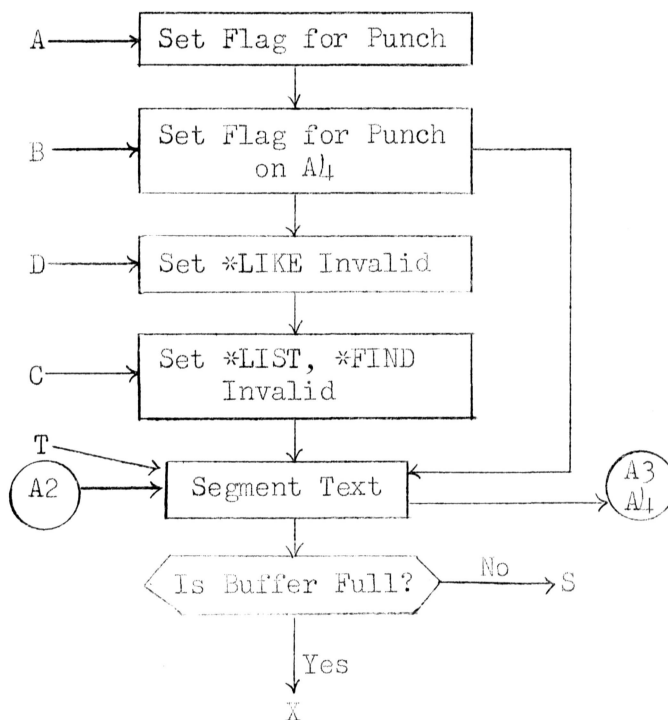 A
Set Flag for Punch
B
Set Flag for Punch
on A4
D
Set *LIKE Invalid
C
Set *LIST, *FIND
Invalid
T
A2
Segment Text
A3
A4
Is Buffer Full?
No
S
Yes
X